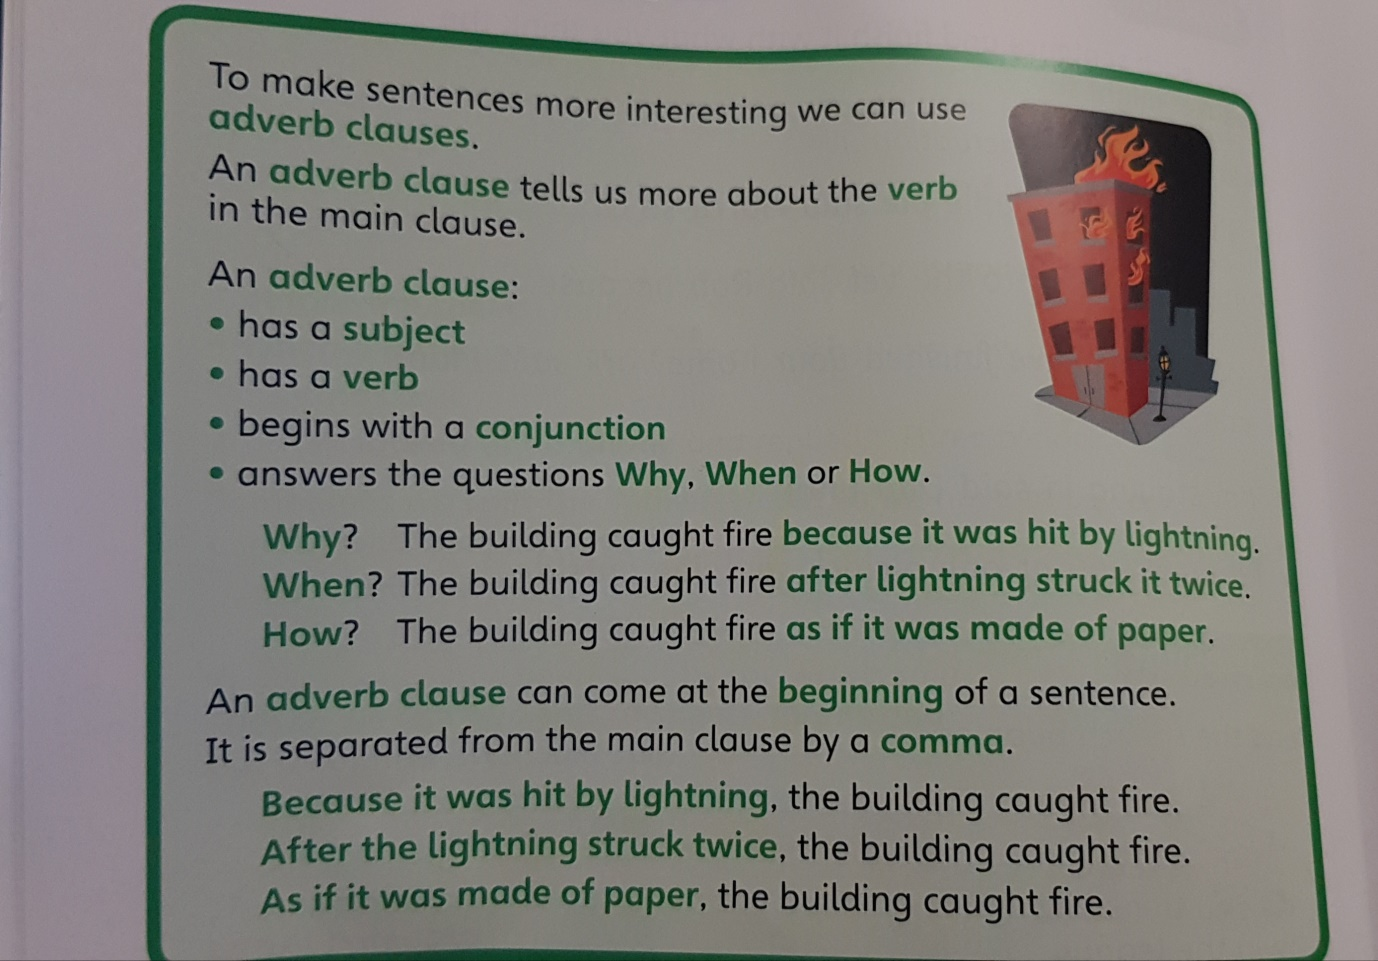 To make sentences more interesting we can use
adverb clauses.
An adverb clause tells us more about the verb
in the main clause.
An adverb clause:
• has a subject
• has a verb
• begins with a conjunction
• answers the questions Why, When or How.
Why? The building caught fire because it was hit by lightning.
When? The building caught fire after lightning struck it twice.
How? The building caught fire as if it was made of paper.
An adverb clause can come at the beginning of a sentence.
It is separated from the main clause by a comma.
Because it was hit by lightning, the building caught fire.
After the lightning struck twice, the building caught fire.
As if it was made of paper, the building caught fire.